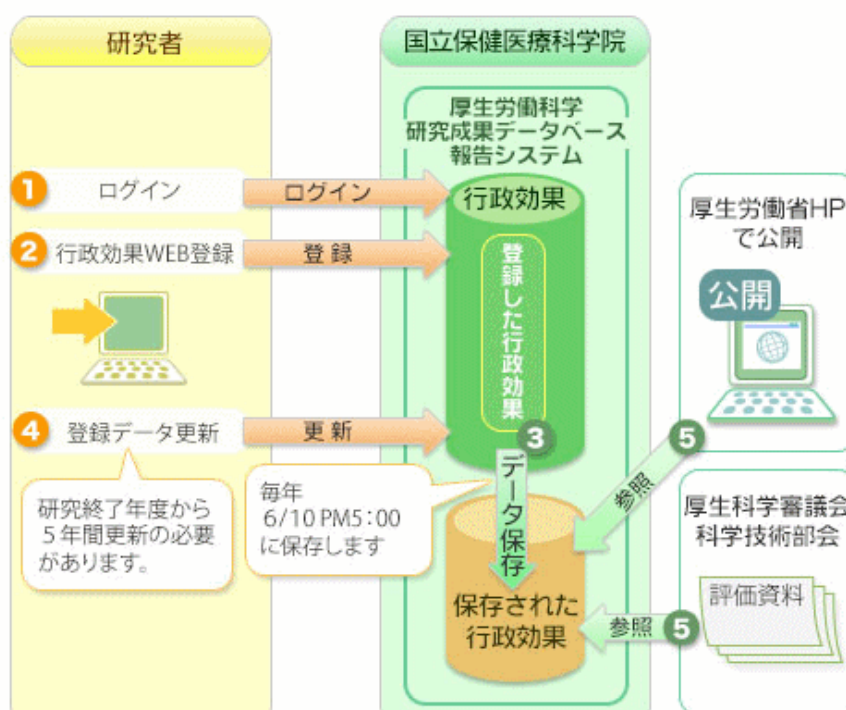 研究者
国立保健医療科学院
厚生労働科学
研究成果データベース
報告システム
1 ログイン
ログイン
行政効果
2 行政効果WEB登録
登録
登録した行政効果
厚生労働省HP
で公開
公開
4 登録データ更新
更新
3
データ保存
5
参照
研究終了年度から
5年間更新の必要
があります。
毎年
6/10 PM5:00
に保存します
厚生科学審議会
科学技術部会
評価資料
保存された
行政効果
参照
5